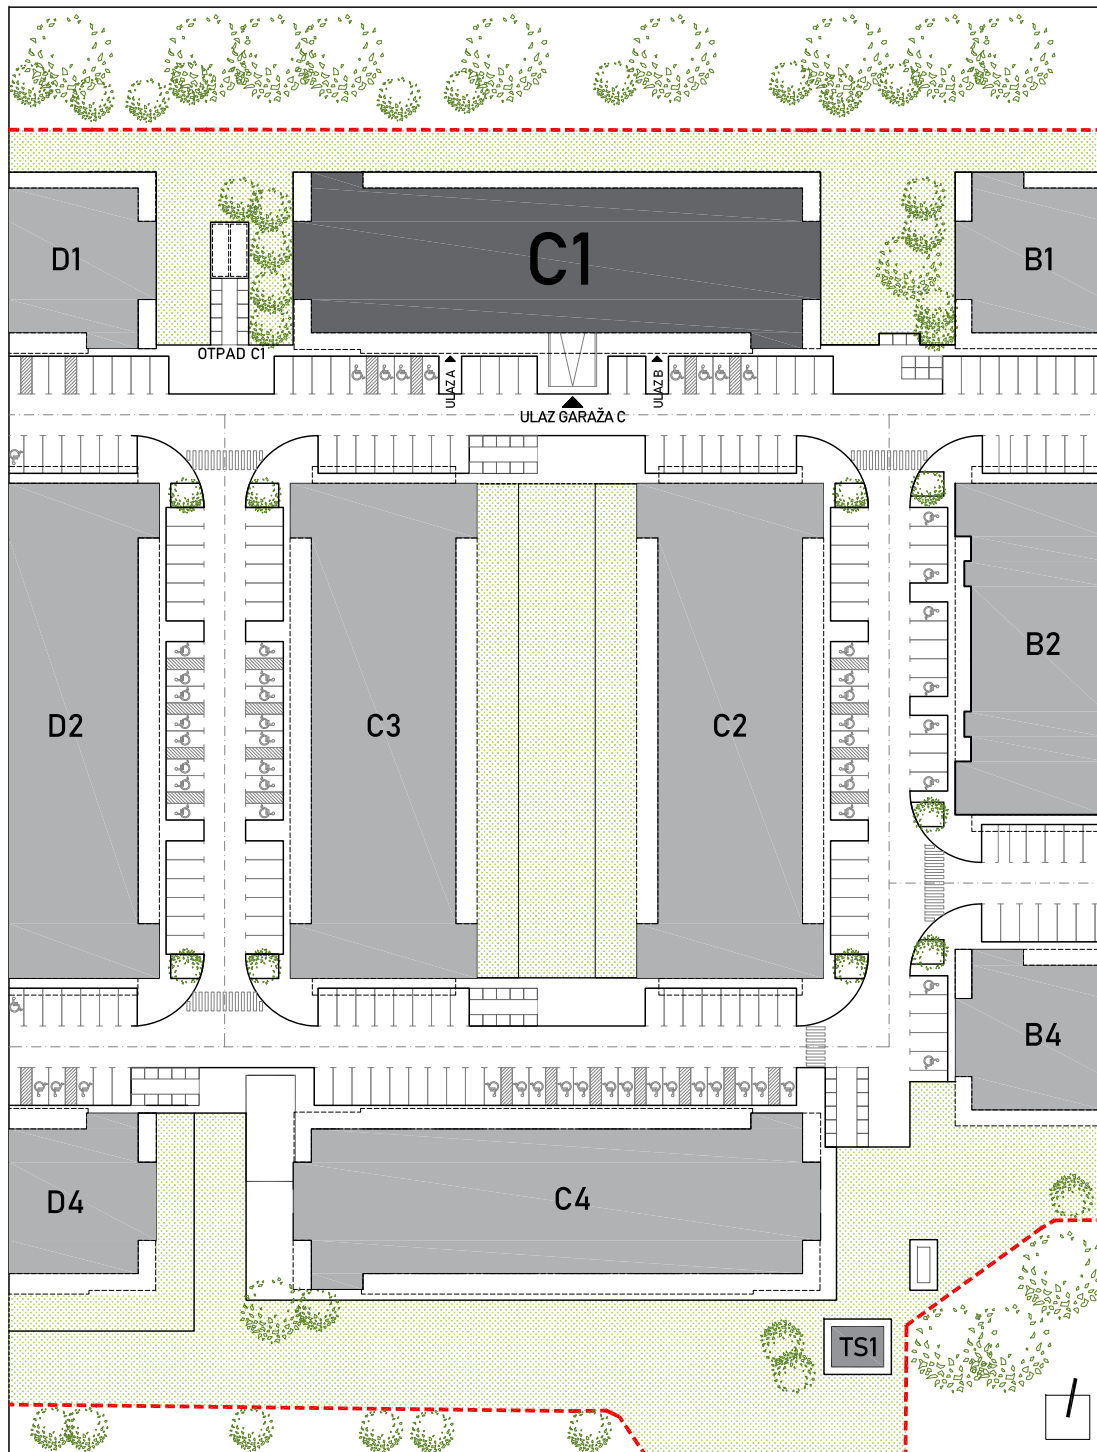 D1
C1
B1
OTPAD C1
ULAZ A
ULAZ B
ULAZ GARAŽA C
D2
C3
C2
B2
B4
D4
C4
TS1